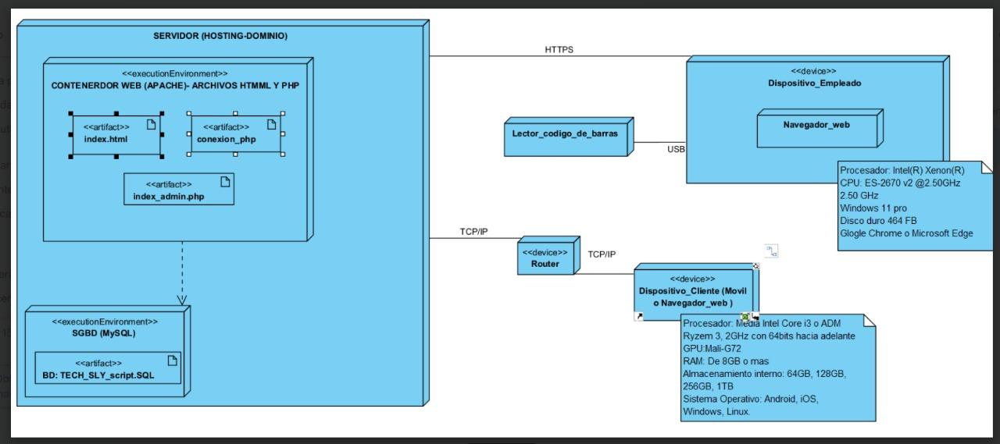 SERVIDOR (HOSTING-DOMINIO)
<<executionEnvironment>>
CONTENERDOR WEB (APACHE)- ARCHIVOS HTMML Y PHP
<<artifact>>
index.html
<<artifact>>
conexion_php
<<artifact>>
index_admin.php
<<executionEnvironment>>
SGBD (MySQL)
<<artifact>>
BD: TECH_SLY_script.SQL
HTTPS
<<device>>
Dispositivo_Empleado
Navegador_web
Lector_codigo_de_barras
USB
Procesador: Intel(R) Xenon(R)
CPU: ES-2670 v2 @2.50GHz
2.50 GHz
Windows 11 pro
Disco duro 464 FB
Glogle Chrome o Microsoft Edge
TCP/IP
<<device>>
Router
TCP/IP
<<device>>
Dispositivo_Cliente (Movil
o Navegador_web )
Procesador: Media Intel Core i3 o ADM
Ryzem 3, 2GHz con 64bits hacia adelante
GPU:Mali-G72
RAM: De 8GB o mas
Almacenamiento interno: 64GB, 128GB,
256GB, 1TB
Sistema Operativo: Android, iOS,
Windows, Linux.